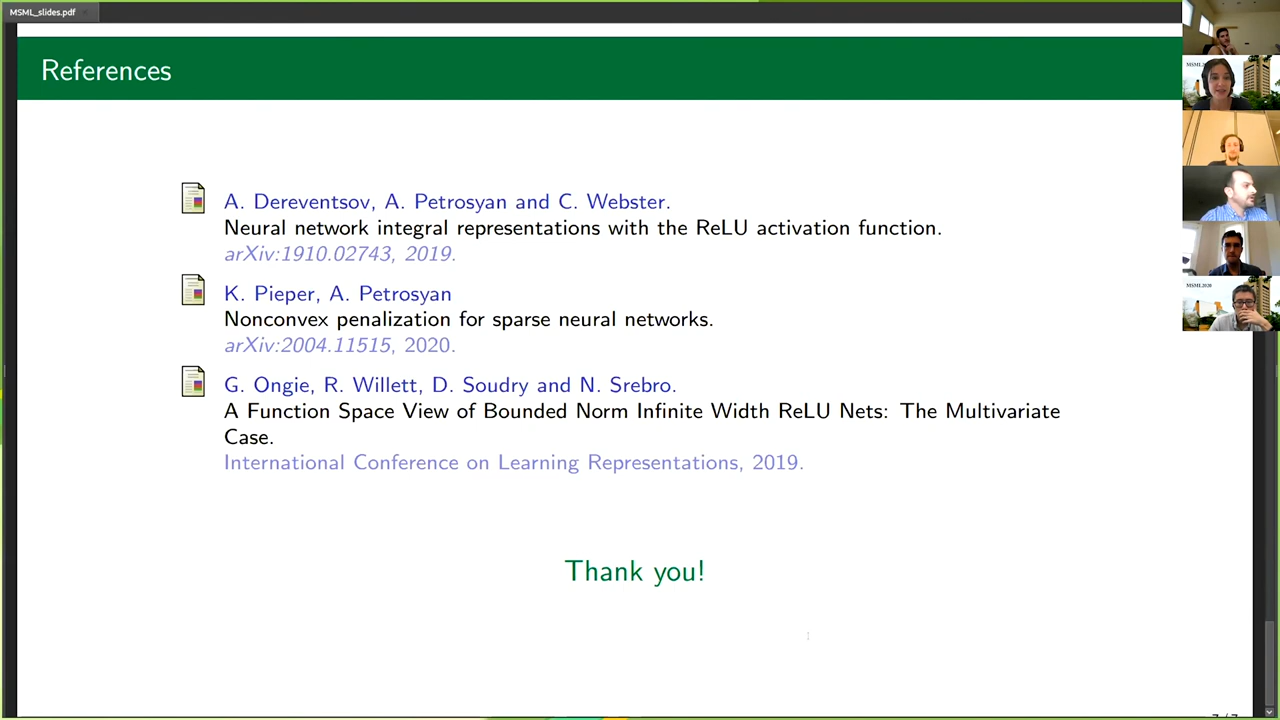 MSML_slides.pdf
References
A. Dereventsov, A. Petrosyan and C. Webster.
Neural network integral representations with the ReLU activation function.
arXiv:1910.02743, 2019.
K. Pieper, A. Petrosyan
Nonconvex penalization for sparse neural networks.
arXiv:2004.11515, 2020.
G. Ongie, R. Willett, D. Soudry and N. Srebro.
A Function Space View of Bounded Norm Infinite Width ReLU Nets: The Multivariate
Case.
International Conference on Learning Representations, 2019.
Thank you!
MSML2020